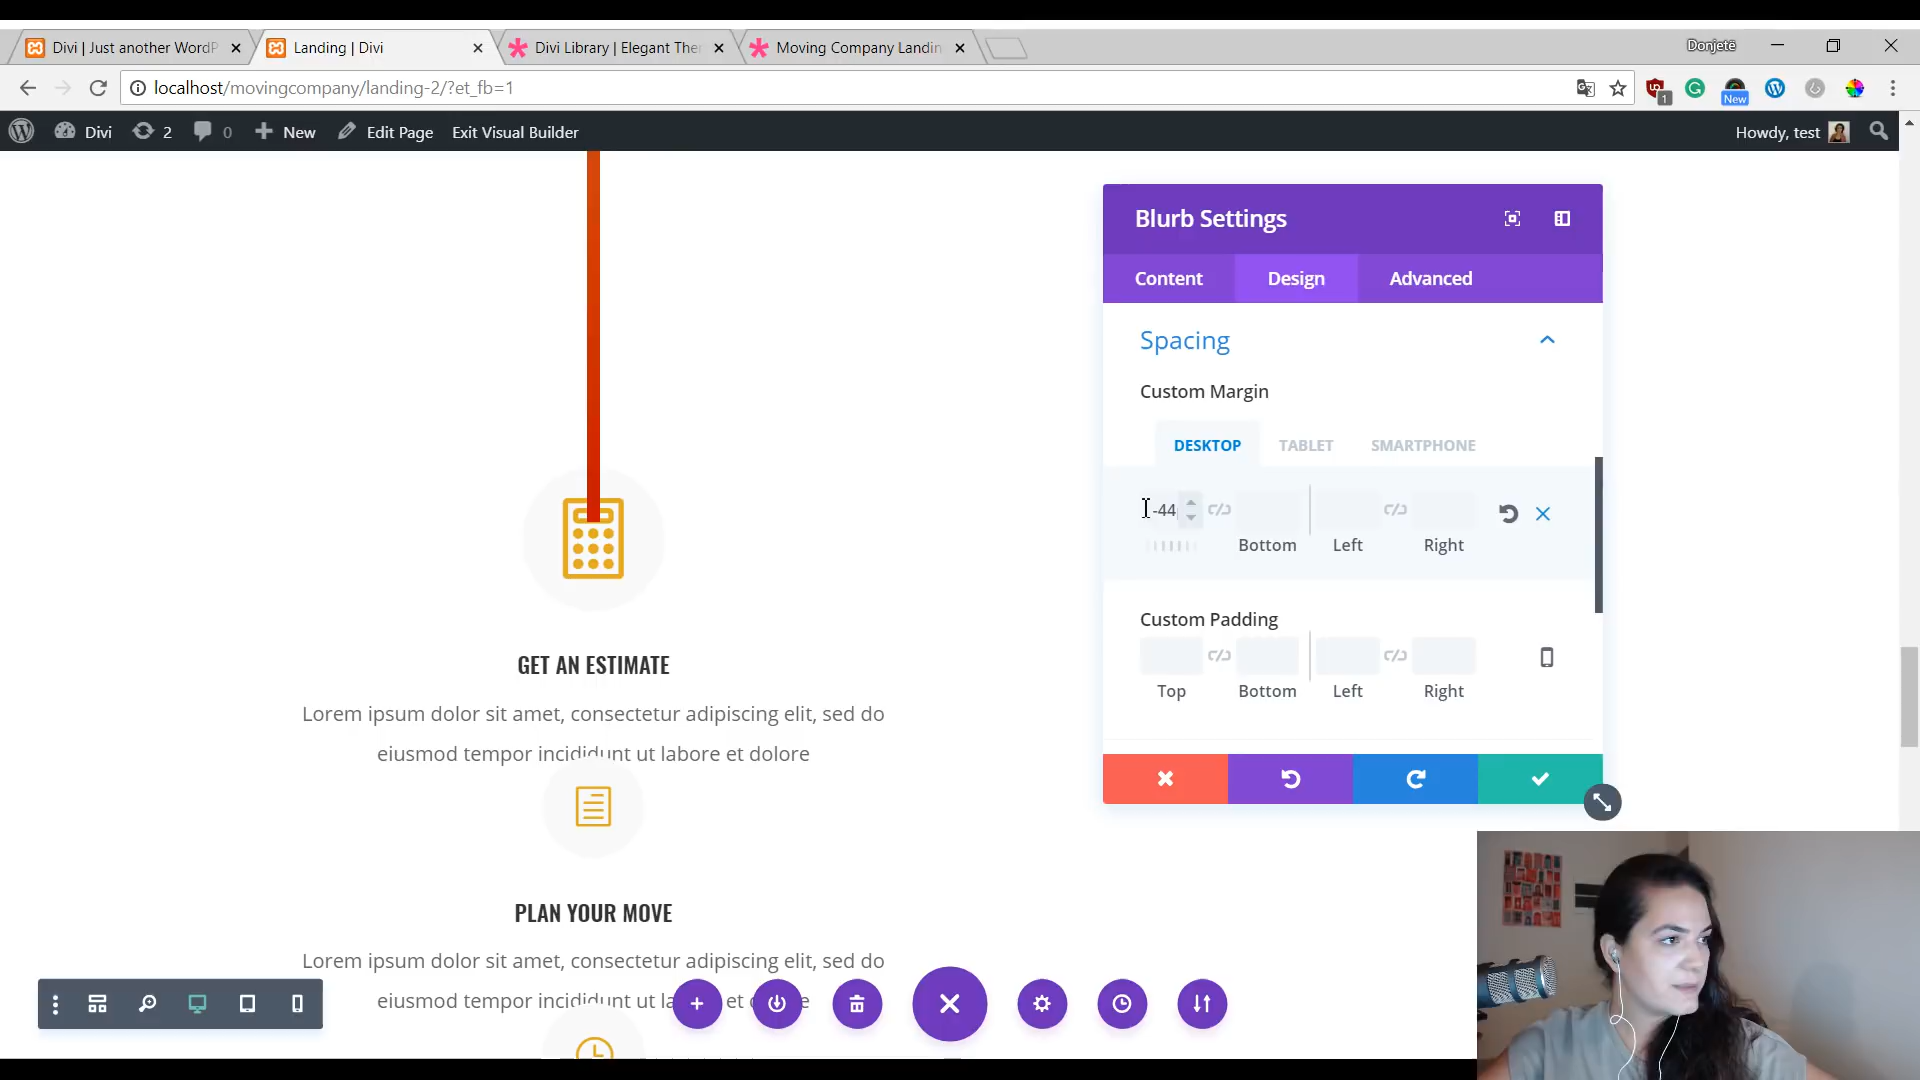 Divi | Just another WordP
Landing | Divi
Divi Library | Elegant The
Moving Company Landin
Donjetë
localhost/movingcompany/landing-2/?et_fb=1
1
New
Divi
2
0
New
Edit Page
Exit Visual Builder
Howdy, test
Blurb Settings
Content
Design
Advanced
Spacing
Custom Margin
DESKTOP
TABLET
SMARTPHONE
-44
Bottom
Left
Right
Custom Padding
Top
Bottom
Left
Right
GET AN ESTIMATE
Lorem ipsum dolor sit amet, consectetur adipiscing elit, sed do
eiusmod tempor incididunt ut labore et dolore
PLAN YOUR MOVE
Lorem ipsum dolor sit amet, consectetur adipiscing elit, sed do
eiusmod tempor incididunt ut la et e